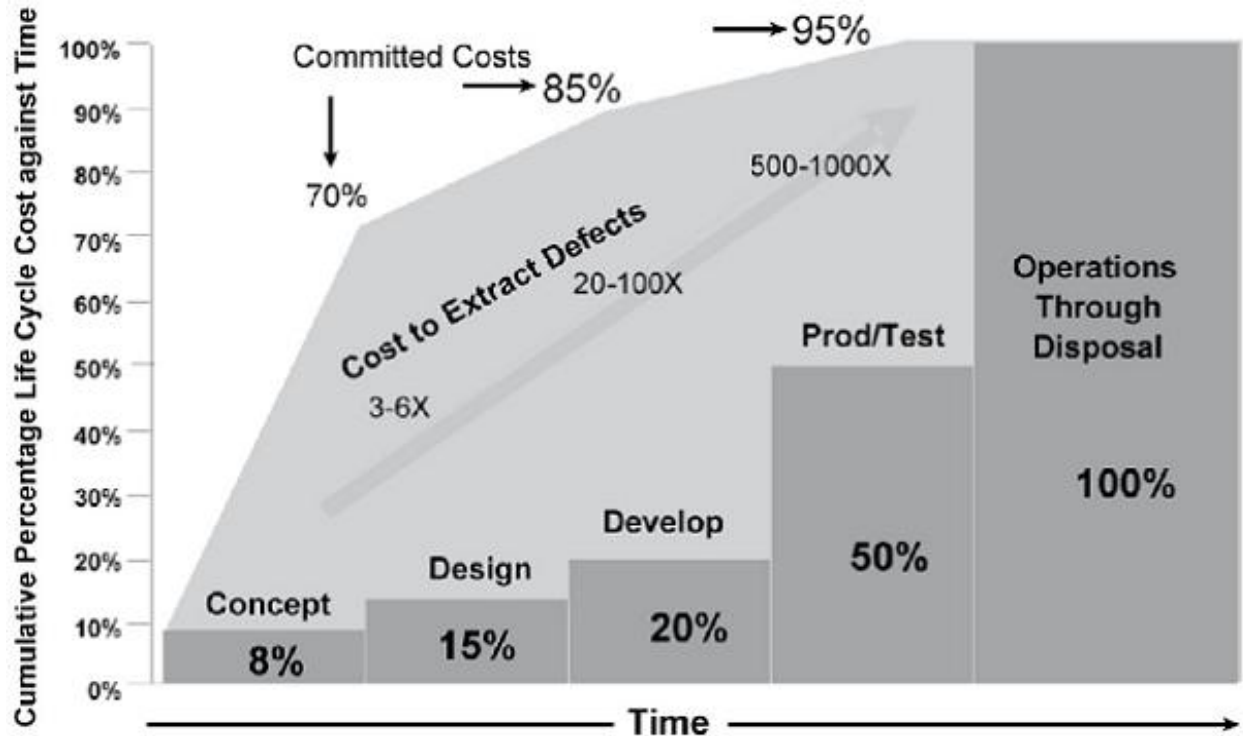 Cumulative Percentage Life Cycle Cost against Time
100%
90%
80%
70%
60%
50%
40%
30%
20%
10%
0%
Committed Costs
70%
85%
95%
Cost to Extract Defects
3-6X
20-100X
500-1000X
Concept
8%
Design
15%
Develop
20%
Prod/Test
50%
Operations
Through
Disposal
100%
Time